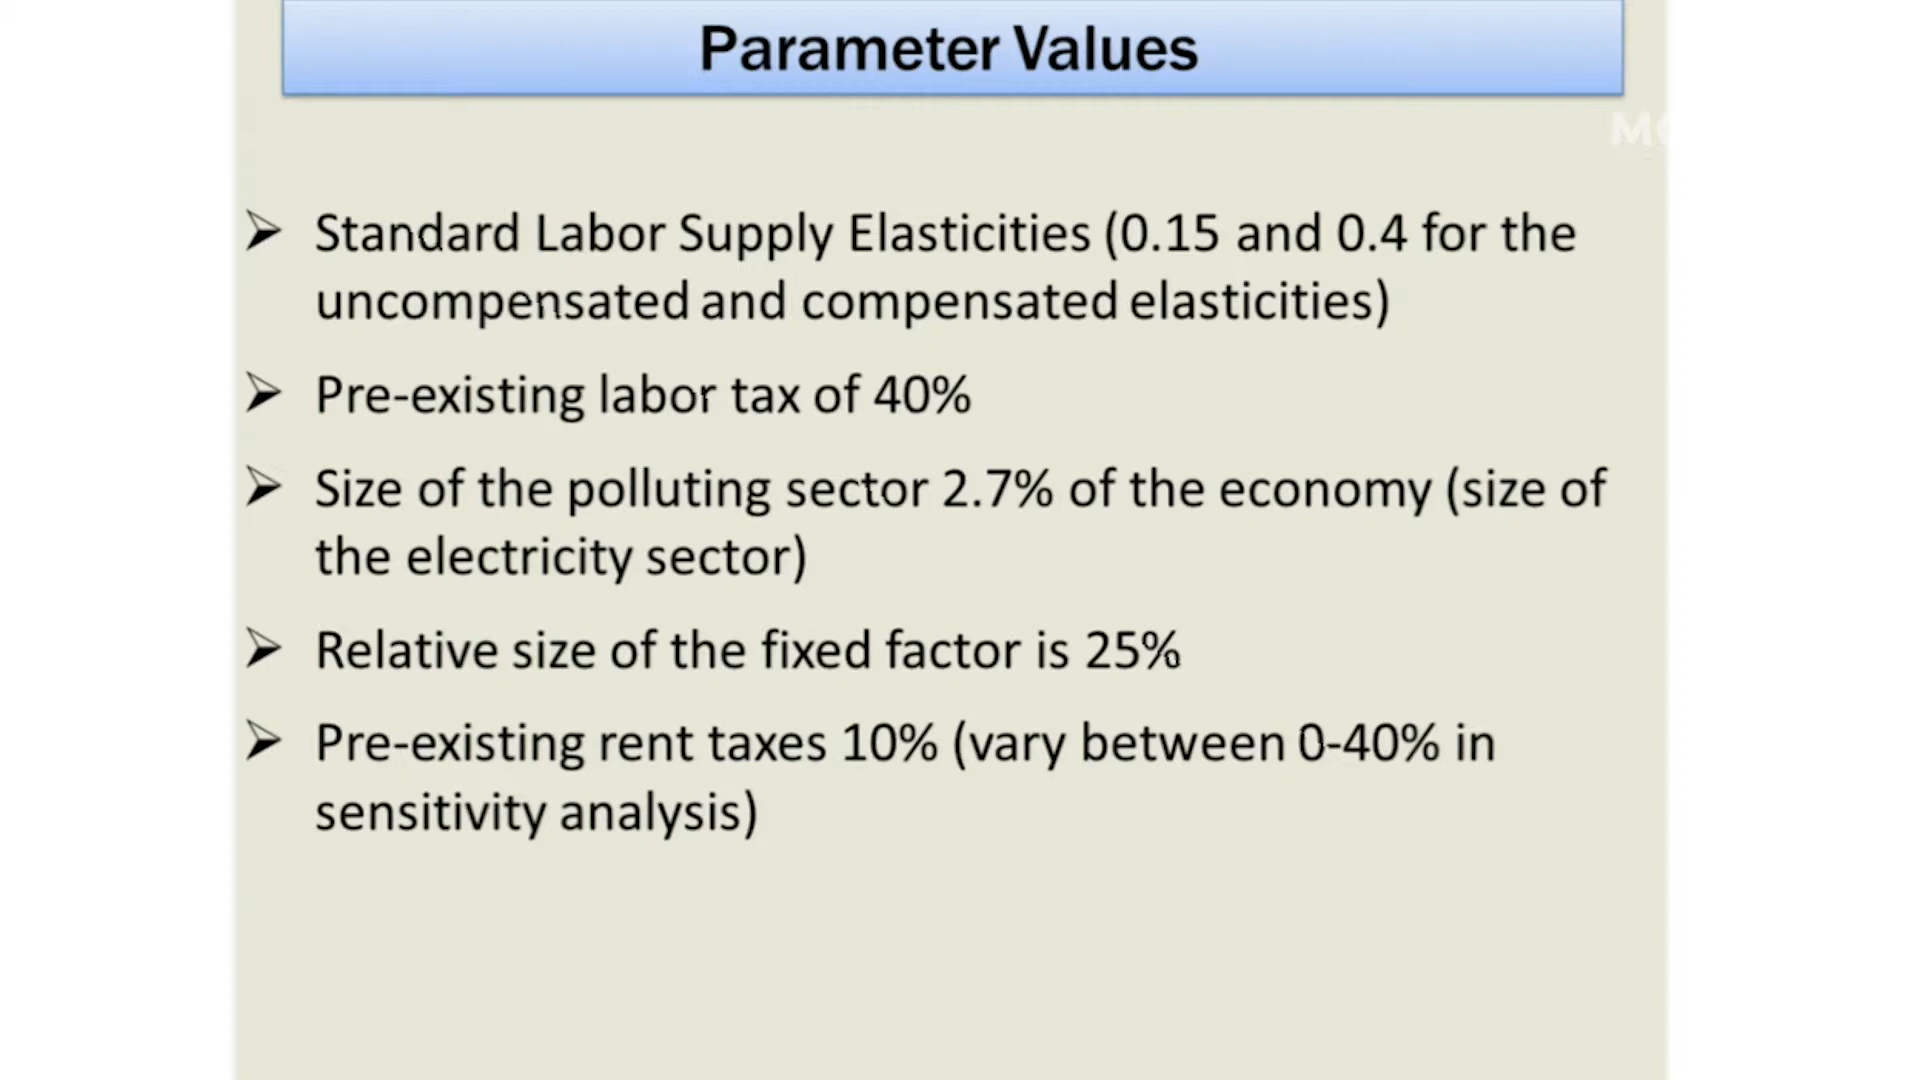 Parameter Values
➢ Standard Labor Supply Elasticities (0.15 and 0.4 for the
uncompensated and compensated elasticities)
➢ Pre-existing labor tax of 40%
➢ Size of the polluting sector 2.7% of the economy (size of
the electricity sector)
➢ Relative size of the fixed factor is 25%
➢ Pre-existing rent taxes 10% (vary between 0-40% in
sensitivity analysis)